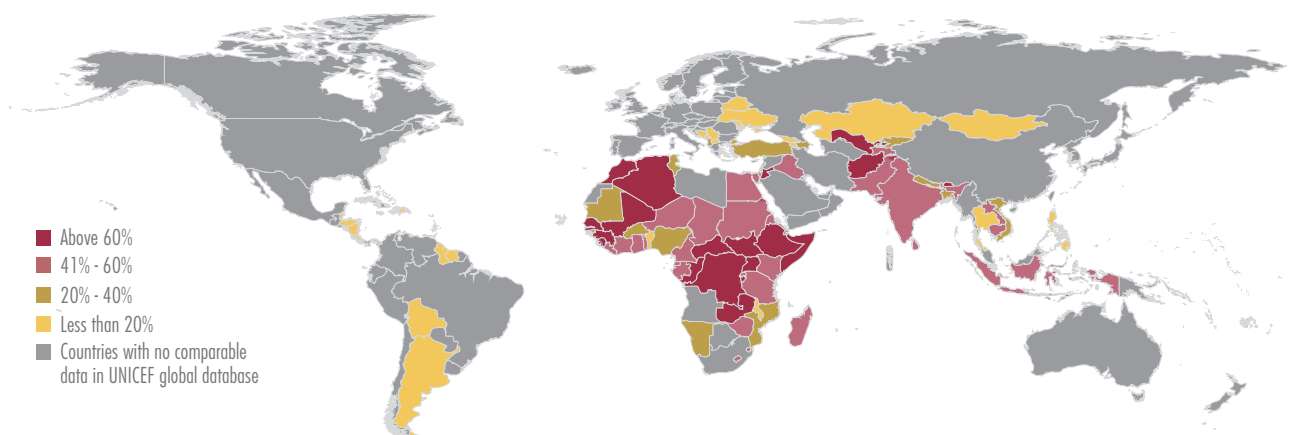 Above 60%
41% - 60%
20% - 40%
Less than 20%
Countries with no comparable
data in UNICEF global database